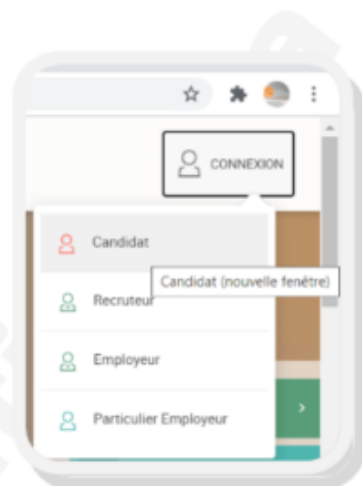 CONNEXION
Candidat
Candidat (nouvelle fenêtre)
Recruteur
Employeur
Particulier Employeur